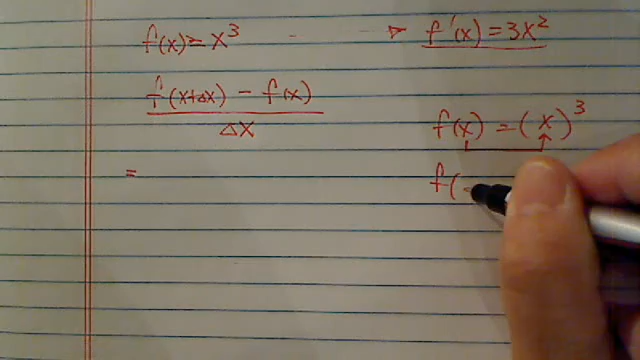 f(x) = x³ - - ▷ f'(x) = 3x²
f(x+Δx) - f(x)
Δx
f(x) = (x)³
=
f(